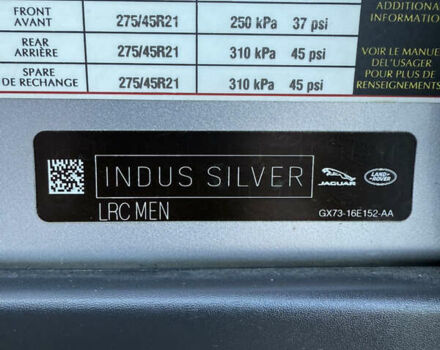 FRONT
AVANT
275/45R21
250 kPa 37 psi
REAR
ARRIÈRE
275/45R21
310 kPa 45 psi
SPARE
DE RECHANGE
275/45R21
310 kPa 45 psi
ADDITIONAL
INFORMATION
VOIR LE MANUEL
DE L'USAGER
POUR PLUS DE
RENSEIGNEMENTS
INDUS SILVER
LRC MEN
JAGUAR
LAND-
ROVER
GX73-16E152-AA